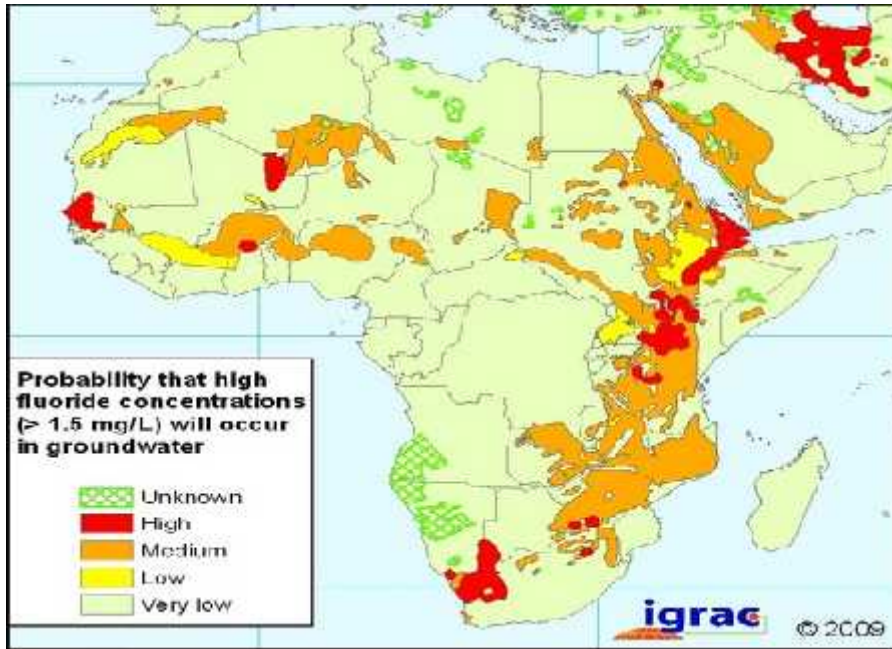 Probability that high
fluoride concentrations
(> 1.5 mg/L) will occur
in groundwater
Unknown
High
Medium
Low
Very low
igrac
© 2009